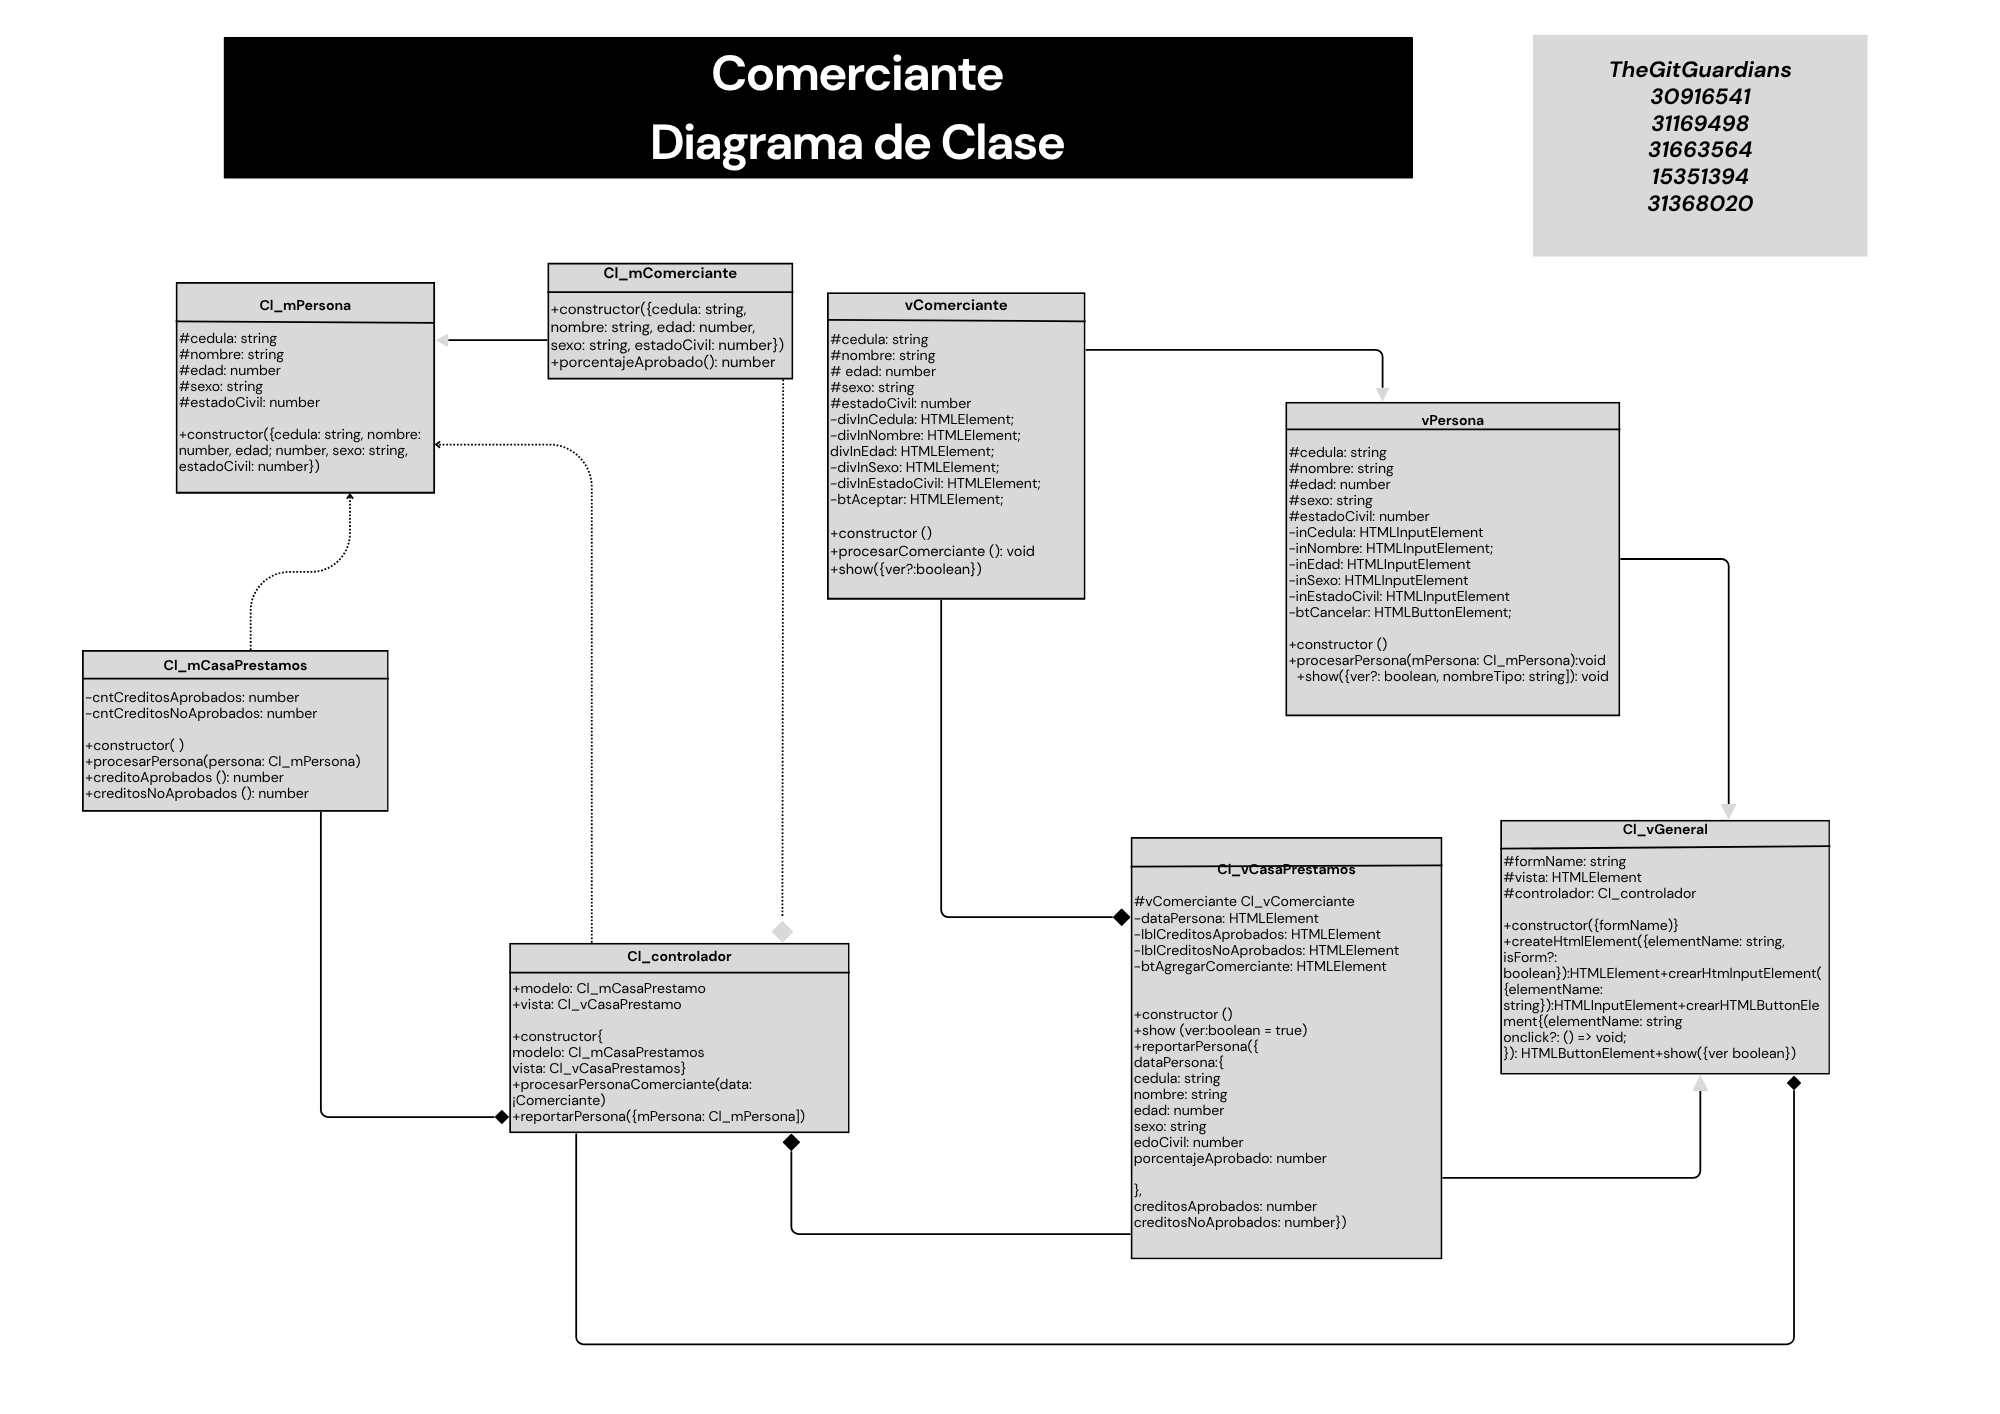 Comerciante
Diagrama de Clase
TheGitGuardians
30916541
31169498
31663564
15351394
31368020
Cl_mPersona
#cedula: string
#nombre: string
#edad: number
#sexo: string
#estadoCivil: number
+constructor({cedula: string, nombre:
number, edad; number, sexo: string,
estadoCivil: number})
Cl_mComerciante
+constructor({cedula: string,
nombre: string, edad: number,
sexo: string, estadoCivil: number})
+porcentajeAprobado(): number
vComerciante
#cedula: string
#nombre: string
# edad: number
#sexo: string
#estadoCivil: number
-divInCedula: HTMLElement;
-divInNombre: HTMLElement;
divInEdad: HTMLElement;
-divInSexo: HTMLElement;
-divInEstadoCivil: HTMLElement;
-btAceptar: HTMLElement;
+constructor ()
+procesarComerciante (): void
+show({ver?:boolean})
vPersona
#cedula: string
#nombre: string
#edad: number
#sexo: string
#estadoCivil: number
-inCedula: HTMLInputElement
-inNombre: HTMLInputElement;
-inEdad: HTMLInputElement
-inSexo: HTMLInputElement
-inEstadoCivil: HTMLInputElement
-btCancelar: HTMLButtonElement;
+constructor ()
+procesarPersona(mPersona: Cl_mPersona):void
+show({ver?: boolean, nombreTipo: string]): void
Cl_mCasaPrestamos
-cntCreditosAprobados: number
-cntCreditosNoAprobados: number
+constructor( )
+procesarPersona(persona: Cl_mPersona)
+creditoAprobados (): number
+creditosNoAprobados (): number
Cl_controlador
+modelo: Cl_mCasaPrestamo
+vista: Cl_vCasaPrestamo
+constructor{
modelo: Cl_mCasaPrestamos
vista: Cl_vCasaPrestamos}
+procesarPersonaComerciante(data:
¡Comerciante)
+reportarPersona({mPersona: Cl_mPersona])
Cl_vCasaPrestamos
#vComerciante Cl_vComerciante
-dataPersona: HTMLElement
-lblCreditosAprobados: HTMLElement
-lblCreditosNoAprobados: HTMLElement
-btAgregarComerciante: HTMLElement
+constructor ()
+show (ver:boolean = true)
+reportarPersona({
dataPersona:{
cedula: string
nombre: string
edad: number
sexo: string
edoCivil: number
porcentajeAprobado: number
},
creditosAprobados: number
creditosNoAprobados: number})
Cl_vGeneral
#formName: string
#vista: HTMLElement
#controlador: Cl_controlador
+constructor({formName)}
+createHtmlElement({elementName: string,
isForm?:
boolean}):HTMLElement+crearHtmInputElement(
{elementName:
string}):HTMLInputElement+crearHTMLButtonEle
ment{(elementName: string
onclick?: () => void;
}): HTMLButtonElement+show({ver boolean})